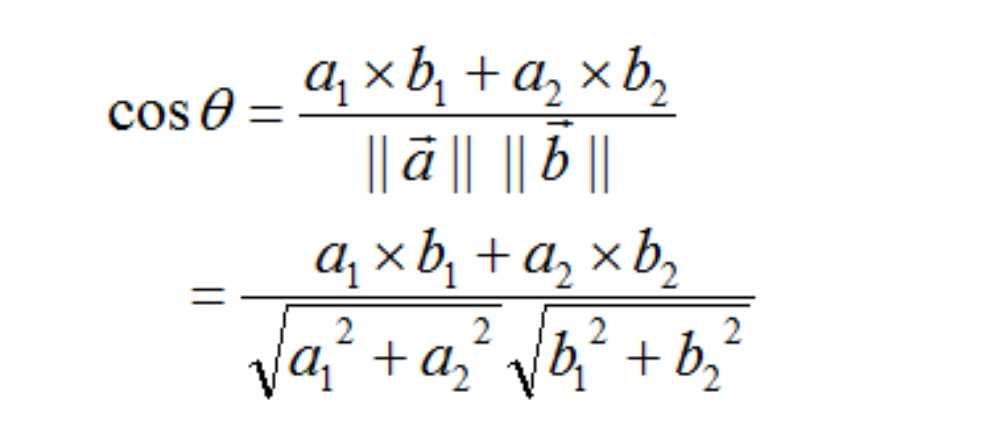 cos θ = (a₁ × b₁ + a₂ × b₂) / (‖ a⃗ ‖ ‖ b⃗ ‖)
= (a₁ × b₁ + a₂ × b₂) / (√(a₁² + a₂²) √(b₁² + b₂²))